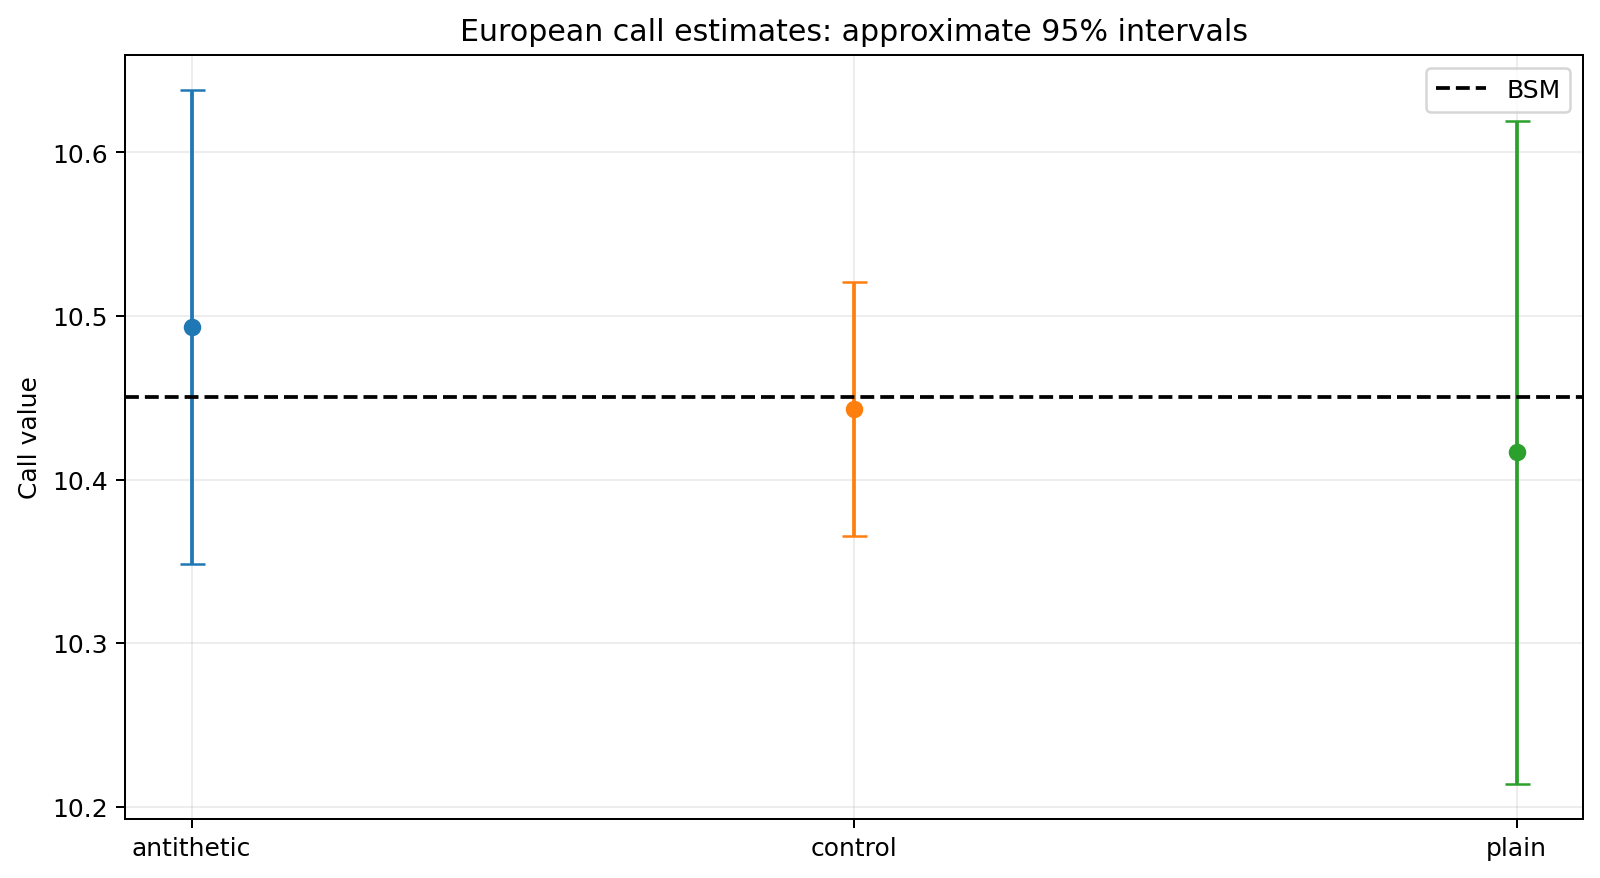 European call estimates: approximate 95% intervals
BSM
Call value
10.6
10.5
10.4
10.3
10.2
antithetic
control
plain